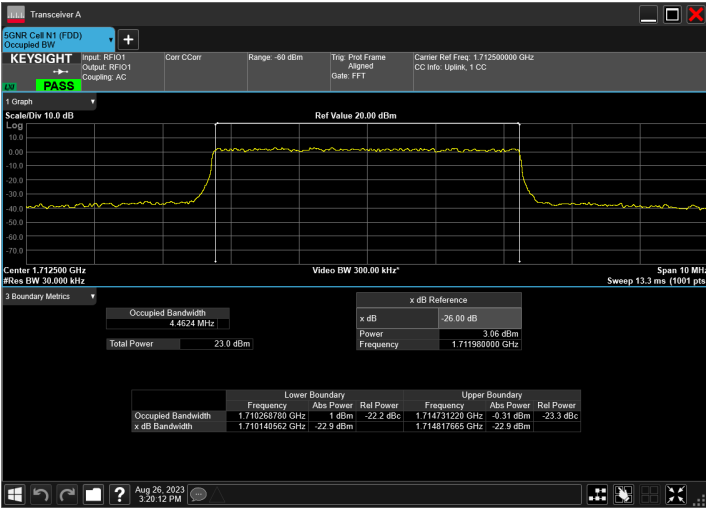 Transceiver A
5GNR Cell N1 (FDD)
Occupied BW
KEYSIGHT
LXI
PASS
Input: RFIO1
Output: RFIO1
Coupling: AC
Corr CCorr
Range: -60 dBm
Trig: Prot Frame
Aligned
Gate: FFT
Carrier Ref Freq: 1.712500000 GHz
CC Info: Uplink, 1 CC
1 Graph
Scale/Div 10.0 dB
Ref Value 20.00 dBm
Log
10.0
0.00
-10.0
-20.0
-30.0
-40.0
-50.0
-60.0
-70.0
Center 1.712500 GHz
Video BW 300.00 kHz*
Span 10 MHz
#Res BW 30.000 kHz
Sweep 13.3 ms (1001 pts
3 Boundary Metrics
Occupied Bandwidth
4.4624 MHz
Total Power 23.0 dBm
x dB Reference
x dB -26.00 dB
Power 3.06 dBm
Frequency 1.711980000 GHz
Lower Boundary Upper Boundary
Frequency Abs Power Rel Power Frequency Abs Power Rel Power
Occupied Bandwidth 1.710268780 GHz 1 dBm -22.2 dBc 1.714731220 GHz -0.31 dBm -23.3 dBc
x dB Bandwidth 1.710140562 GHz -22.9 dBm 1.714817665 GHz -22.9 dBm
?
Aug 26, 2023
3:20:12 PM